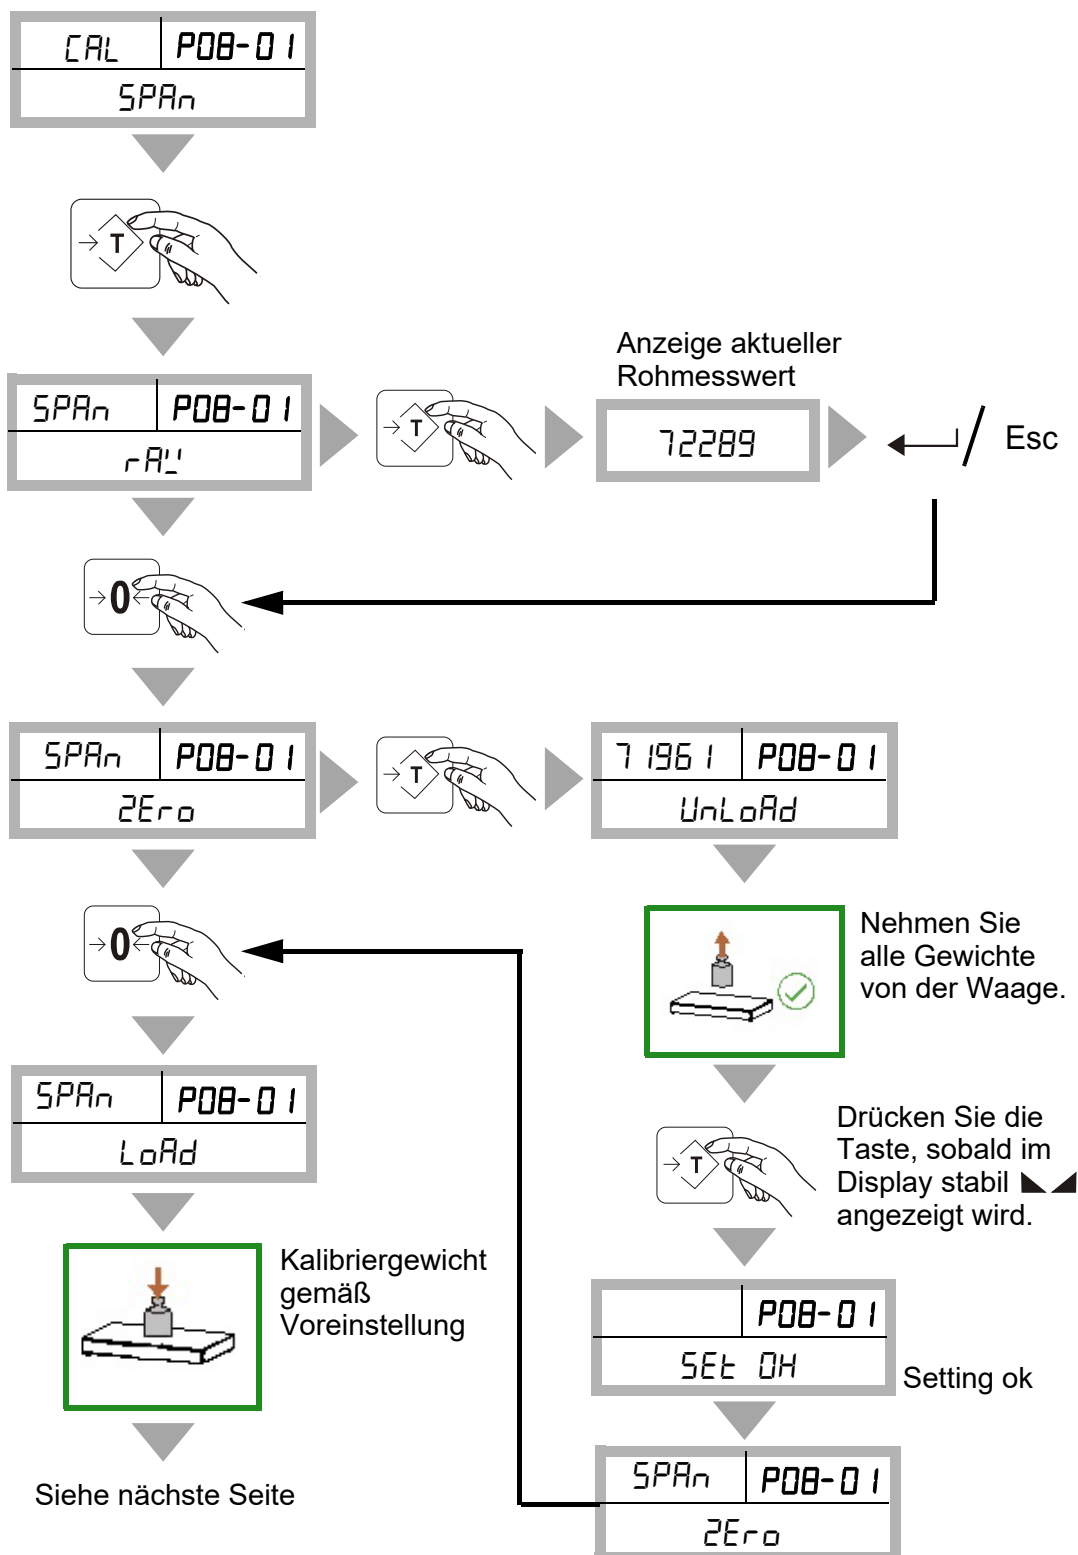 CAL P08-01
SPAn
T
Anzeige aktueller
Rohmesswert
SPAn P08-01
rAW
T
72289
/ Esc
0
SPAn P08-01
ZEro
T
71961 P08-01
UnLoAd
0
Nehmen Sie
alle Gewichte
von der Waage.
SPAn P08-01
LoAd
T
Drücken Sie die
Taste, sobald im
Display stabil
angezeigt wird.
Kalibriergewicht
gemäß
Voreinstellung
P08-01
SEt OK
Setting ok
Siehe nächste Seite
SPAn P08-01
ZEro